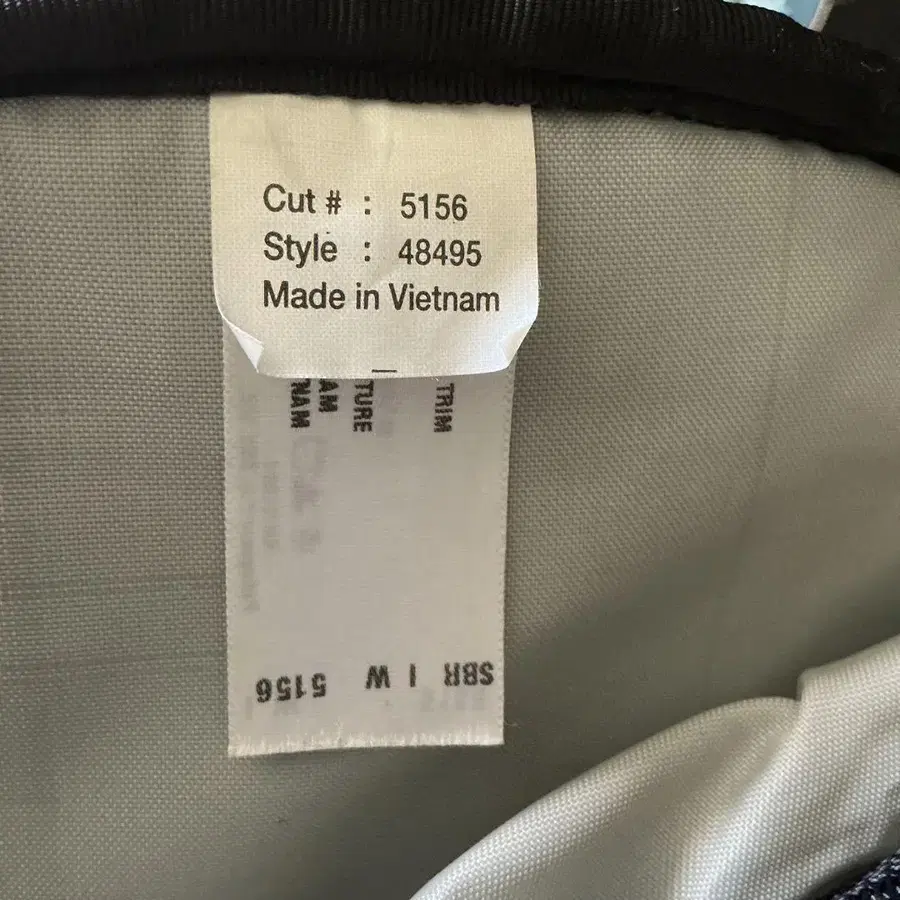 Cut # : 5156
Style : 48495
Made in Vietnam
TRIM
TURE
AM
NAM
SBR I W 5156